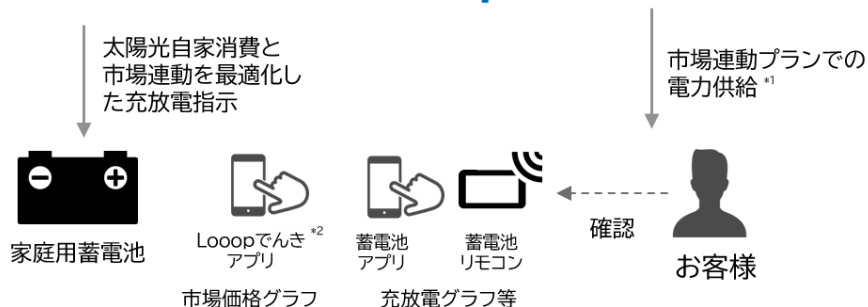 太陽光自家消費と
市場連動を最適化し
た充放電指示
市場連動プランでの
電力供給 *1
家庭用蓄電池
Looopでんき *2
アプリ
市場価格グラフ
蓄電池
アプリ
蓄電池
リモコン
充放電グラフ等
確認
お客様